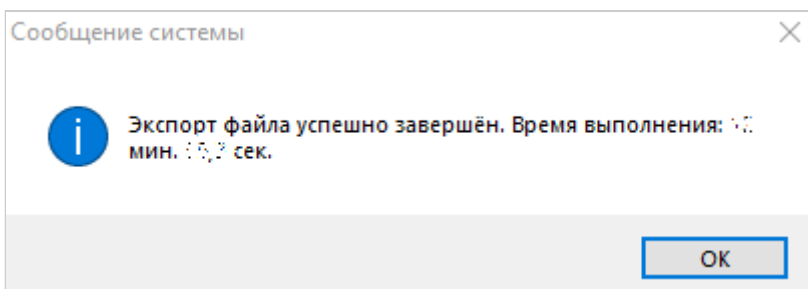 Сообщение системы
Экспорт файла успешно завершён. Время выполнения:
мин. сек.
OK